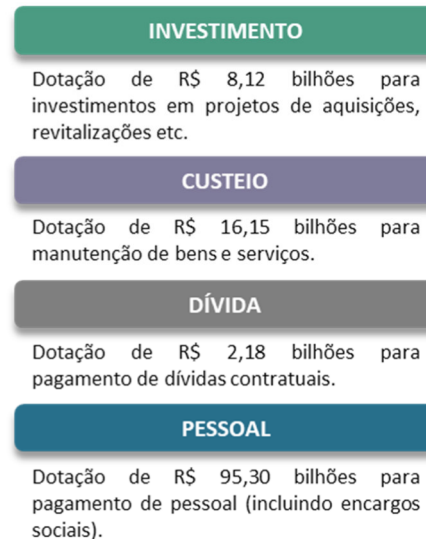 INVESTIMENTO
Dotação de R$ 8,12 bilhões para
investimentos em projetos de aquisições,
revitalizações etc.
CUSTEIO
Dotação de R$ 16,15 bilhões para
manutenção de bens e serviços.
DÍVIDA
Dotação de R$ 2,18 bilhões para
pagamento de dívidas contratuais.
PESSOAL
Dotação de R$ 95,30 bilhões para
pagamento de pessoal (incluindo encargos
sociais).